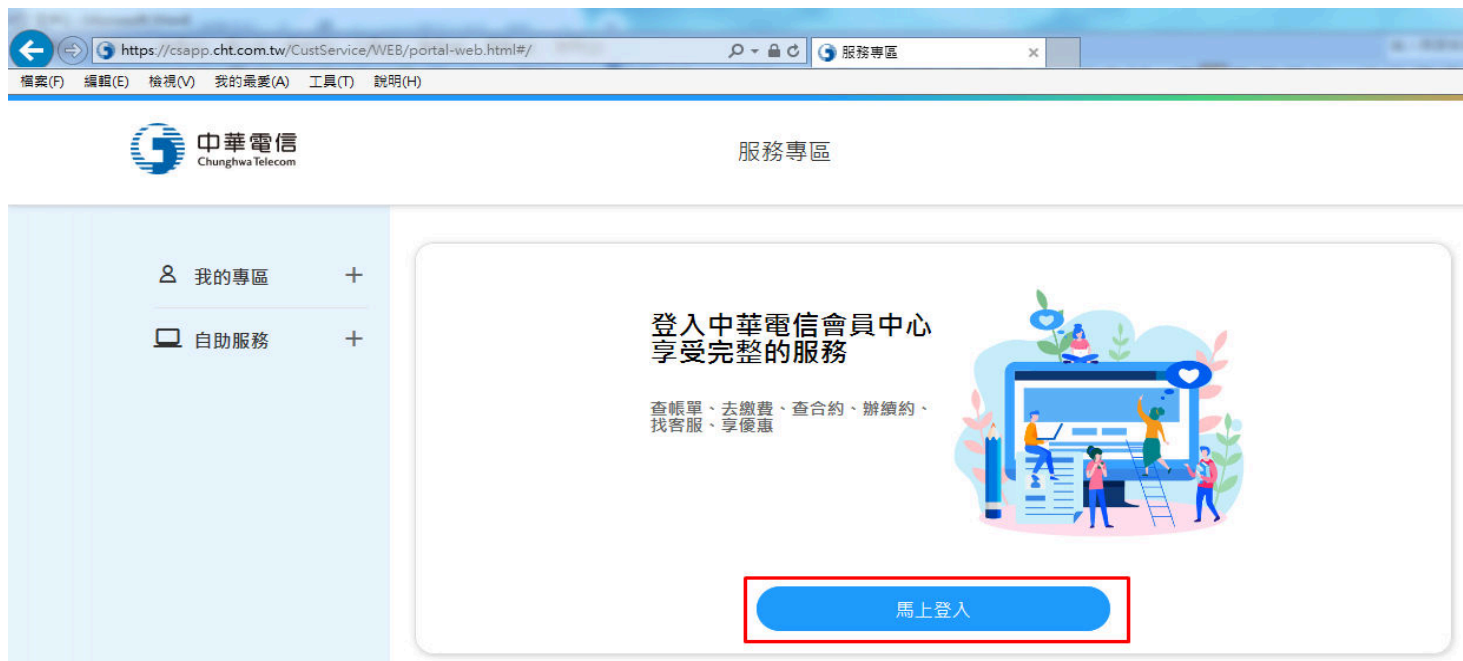 https://csapp.cht.com.tw/CustService/WEB/portal-web.html#/
服務專區
檔案(F) 編輯(E) 檢視(V) 我的最愛(A) 工具(T) 說明(H)
中華電信
Chunghwa Telecom
服務專區
我的專區
自助服務
登入中華電信會員中心
享受完整的服務
查帳單、去繳費、查合約、辦續約、
找客服、享優惠
馬上登入